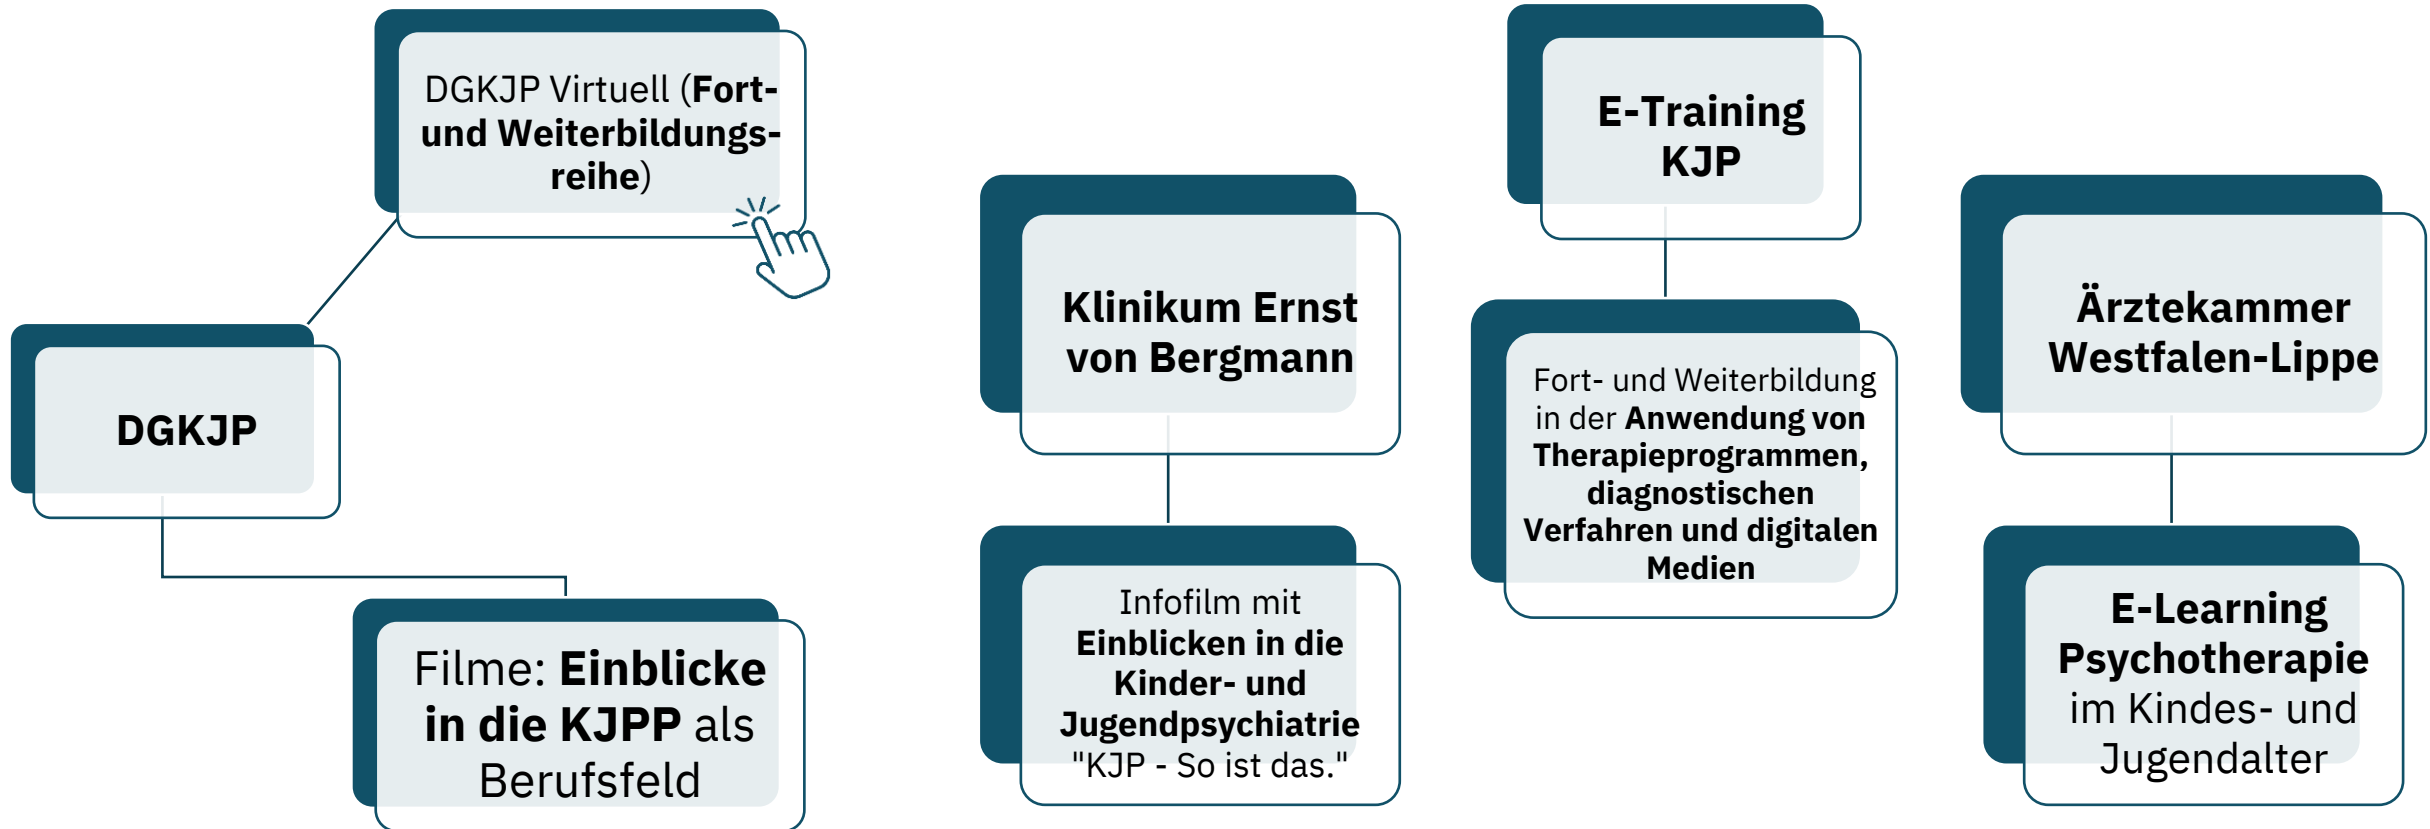 DGKJP Virtuell (Fort-
und Weiterbildungs-
reihe)
DGKJP
Filme: Einblicke
in die KJPP als
Berufsfeld
Klinikum Ernst
von Bergmann
Infofilm mit
Einblicken in die
Kinder- und
Jugendpsychiatrie
"KJP - So ist das."
E-Training
KJP
Fort- und Weiterbildung
in der Anwendung von
Therapieprogrammen,
diagnostischen
Verfahren und digitalen
Medien
Ärztekammer
Westfalen-Lippe
E-Learning
Psychotherapie
im Kindes- und
Jugendalter